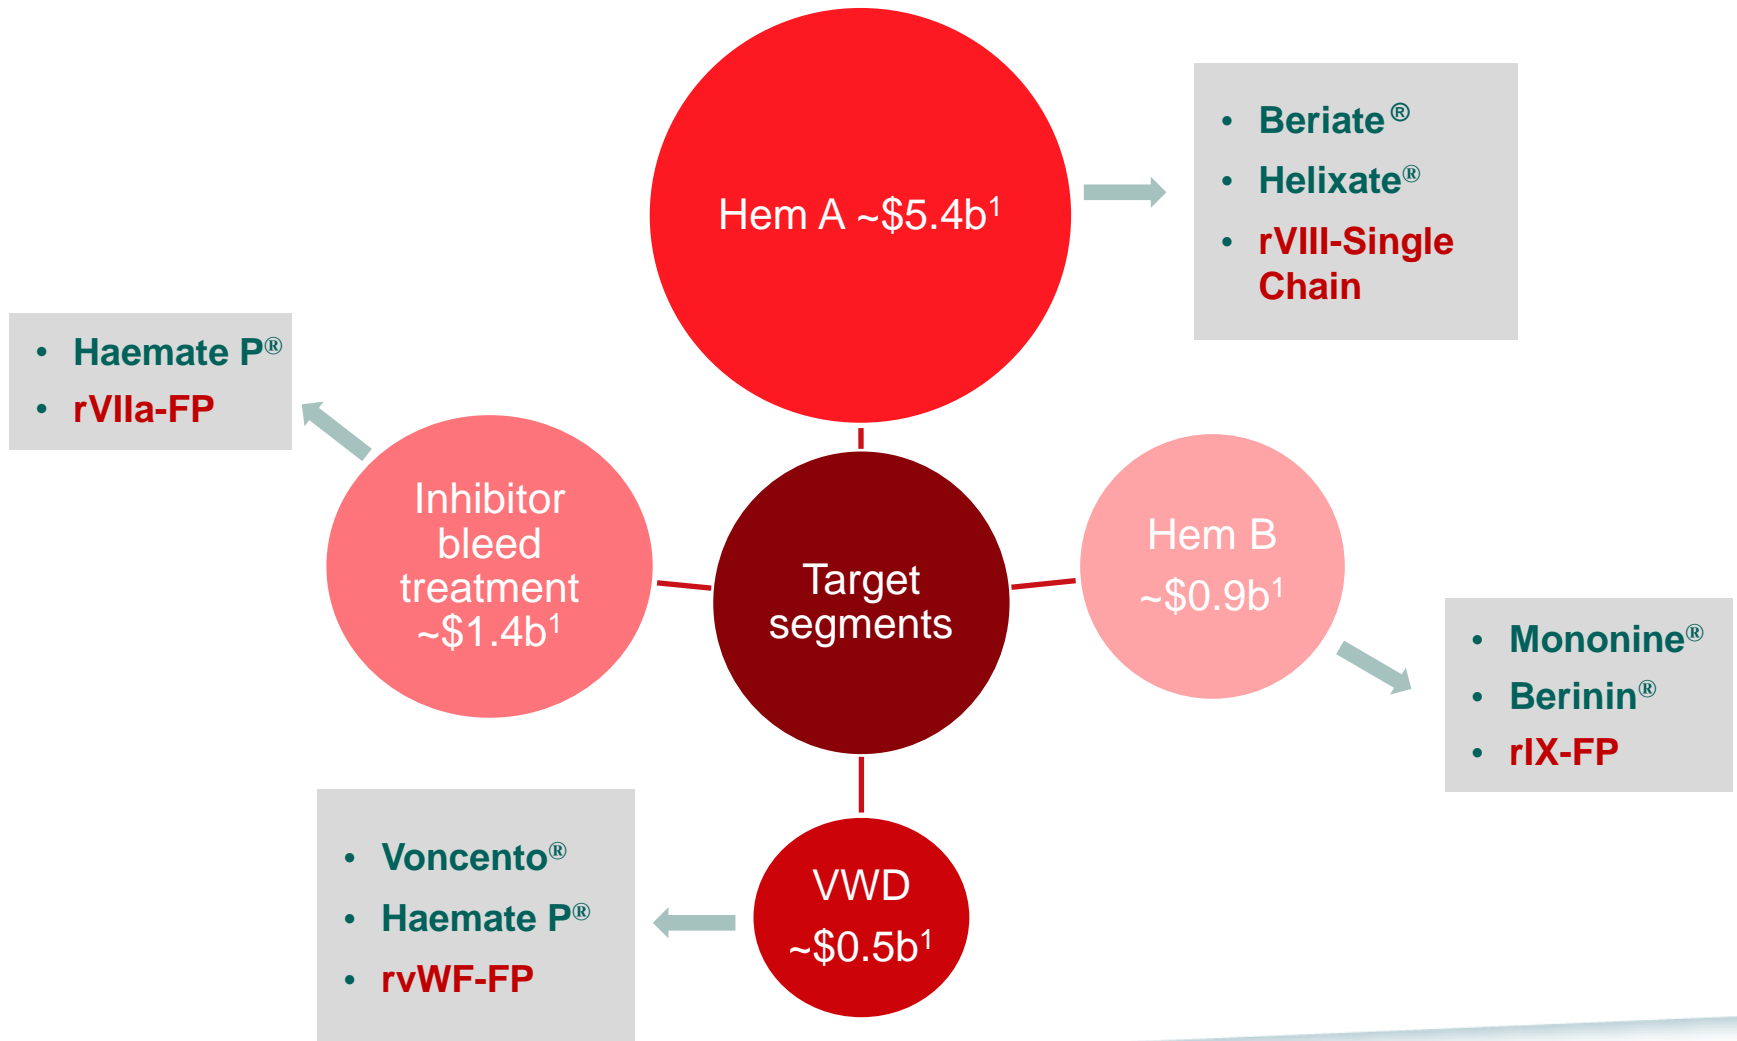 Hem A ~$5.4b¹
• Beriate ®
• Helixate®
• rVIII-Single
Chain
• Haemate P®
• rVIIa-FP
Inhibitor
bleed
treatment
~$1.4b¹
Target
segments
Hem B
~$0.9b¹
• Mononine®
• Berinin®
• rIX-FP
• Voncento®
• Haemate P®
• rvWF-FP
VWD
~$0.5b¹